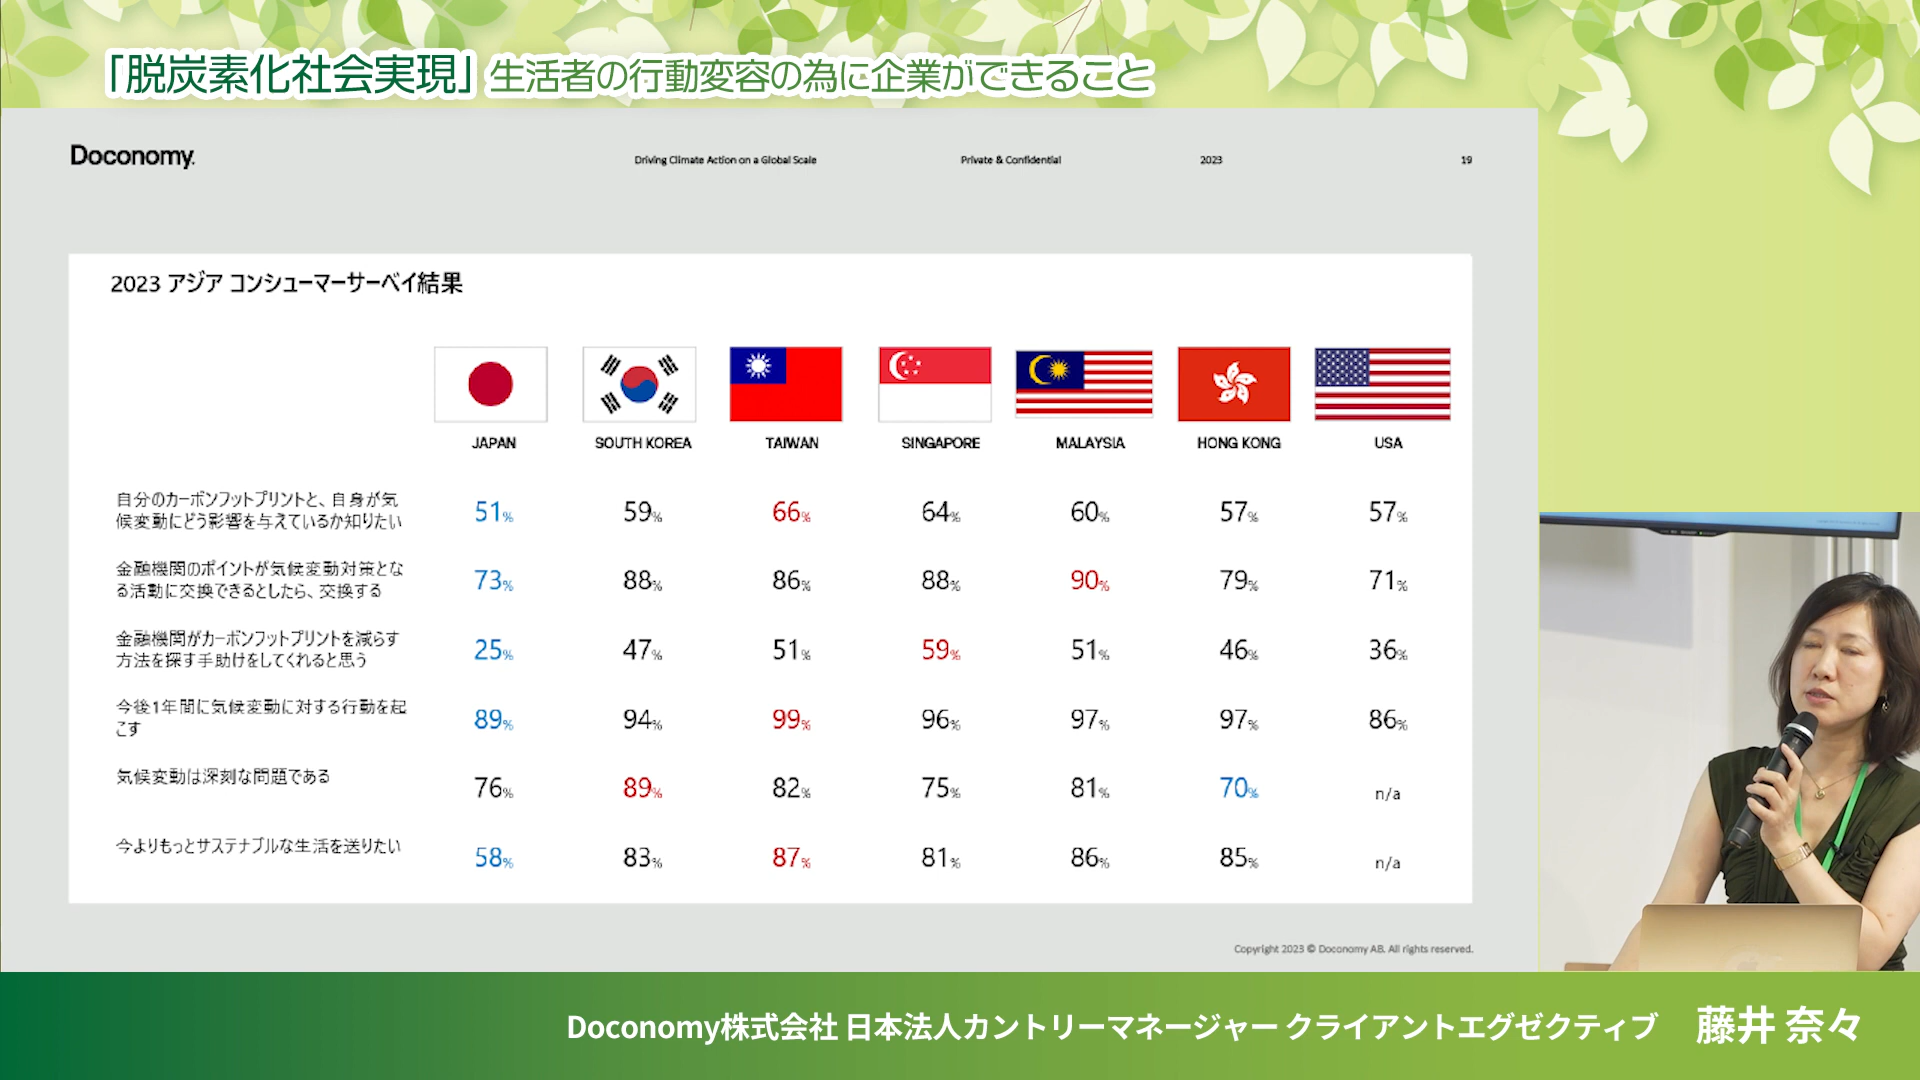 「脱炭素化社会実現」生活者の行動変容の為に企業ができること
Doconomy. Driving Climate Action on a Global Scale Private & Confidential 2023 19
2023 アジア コンシューマーサーベイ結果
JAPAN SOUTH KOREA TAIWAN SINGAPORE MALAYSIA HONG KONG USA
自分のカーボンフットプリントと、自身が気
候変動にどう影響を与えているか知りたい
51% 59% 66% 64% 60% 57% 57%
金融機関のポイントが気候変動対策とな
る活動に交換できるとしたら、交換する
73% 88% 86% 88% 90% 79% 71%
金融機関がカーボンフットプリントを減らす
方法を探す手助けをしてくれると思う
25% 47% 51% 59% 51% 46% 36%
今後1年間に気候変動に対する行動を起
こす
89% 94% 99% 96% 97% 97% 86%
気候変動は深刻な問題である
76% 89% 82% 75% 81% 70% n/a
今よりもっとサステナブルな生活を送りたい
58% 83% 87% 81% 86% 85% n/a
Copyright 2023 © Doconomy AB. All rights reserved.
Doconomy株式会社 日本法人カントリーマネージャー クライアントエグゼクティブ 藤井 奈々